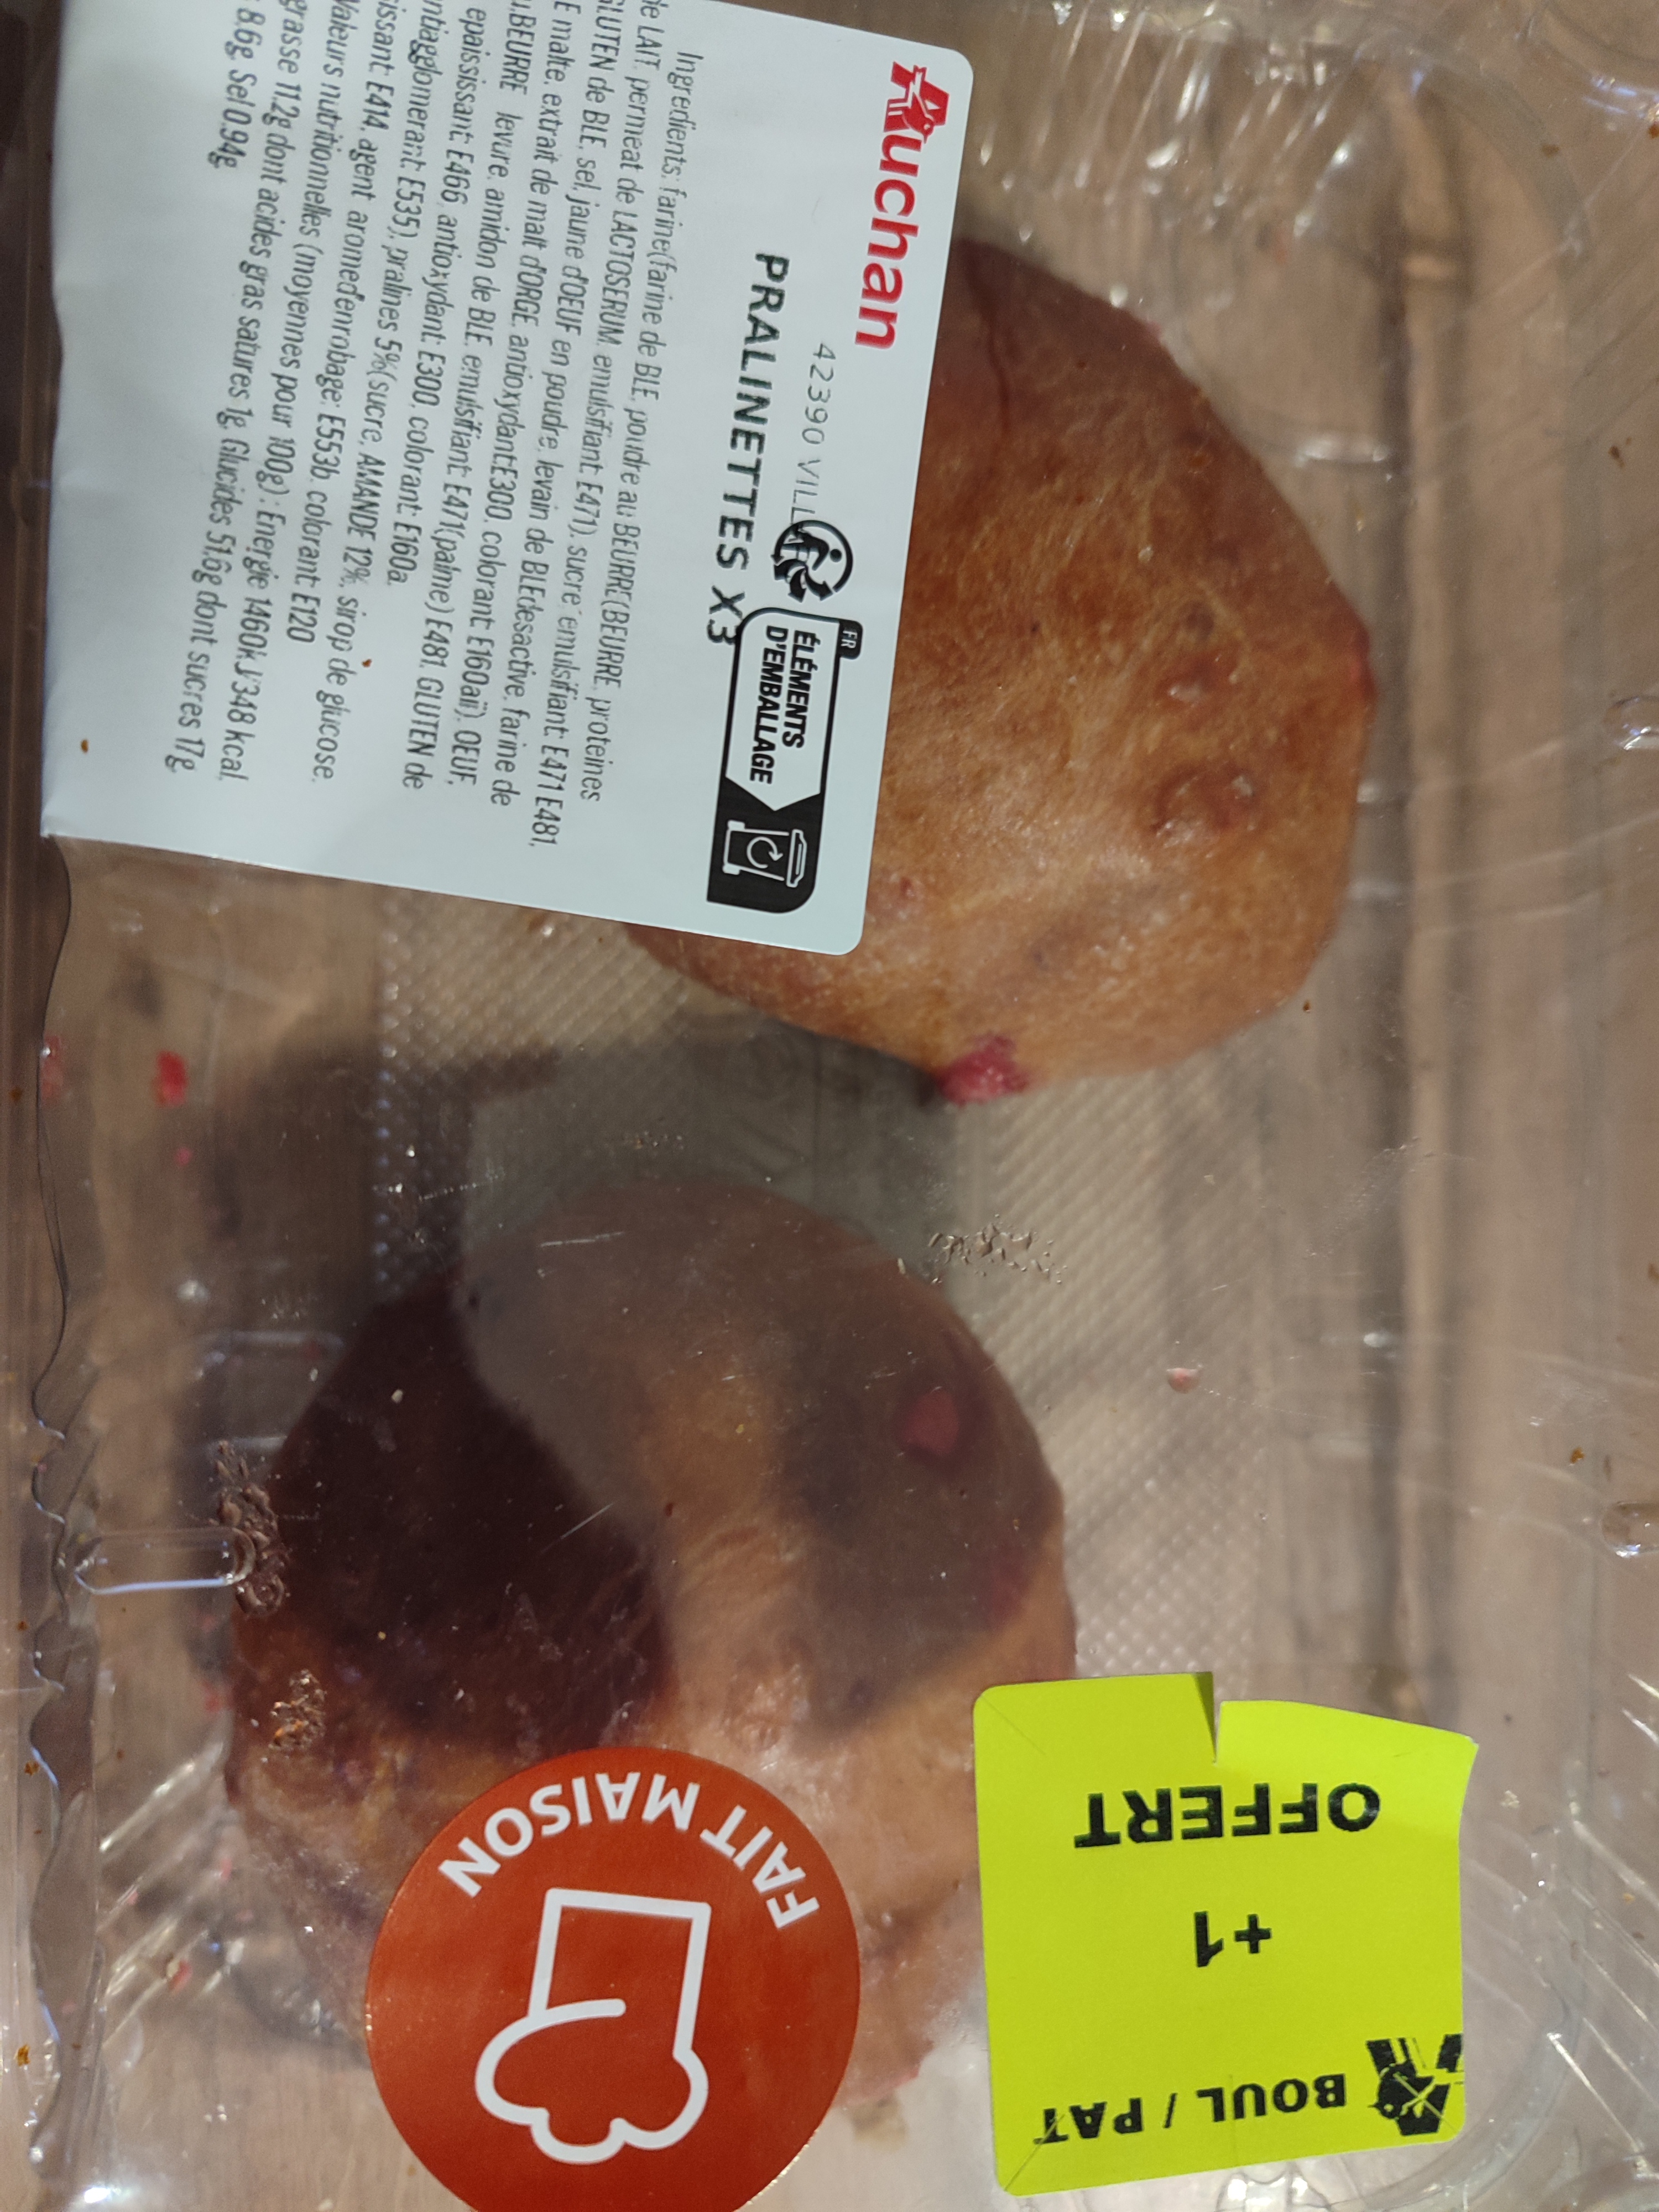 Auchan
42390 VILL
PRALINETTES X3
FR
ÉLÉMENTS
D'EMBALLAGE
Ingredients: farine(farine de BLE, poudre au BEURRE(BEURRE, proteines
de LAIT, permeat de LACTOSERUM, emulsifiant: E471), sucre, emulsifiant: E471 E481,
GLUTEN de BLE, sel, jaune d'OEUF en poudre, levain de BLEdesactive, farine de
E malte, extrait de malt d'ORGE, antioxydant:E300, colorant: E160aii), OEUF,
BEURRE levure, amidon de BLE, emulsifiant: E471(palme) E481, GLUTEN de
epaississant: E466, antioxydant: E300, colorant: E160a,
ntiagglomerant: E535), pralines 5%(sucre, AMANDE 12%, sirop de glucose,
issant: E414, agent aromed'enrobage: E553b, colorant: E120
Valeurs nutritionnelles (moyennes pour 100g) : Energie 1460kJ/348 kcal,
grasse 11.2g dont acides gras satures 1g, Glucides 51,6g dont sucres 17g
8.6g, Sel 0.94g
FAIT MAISON
BOUL / PAT
+1
OFFERT